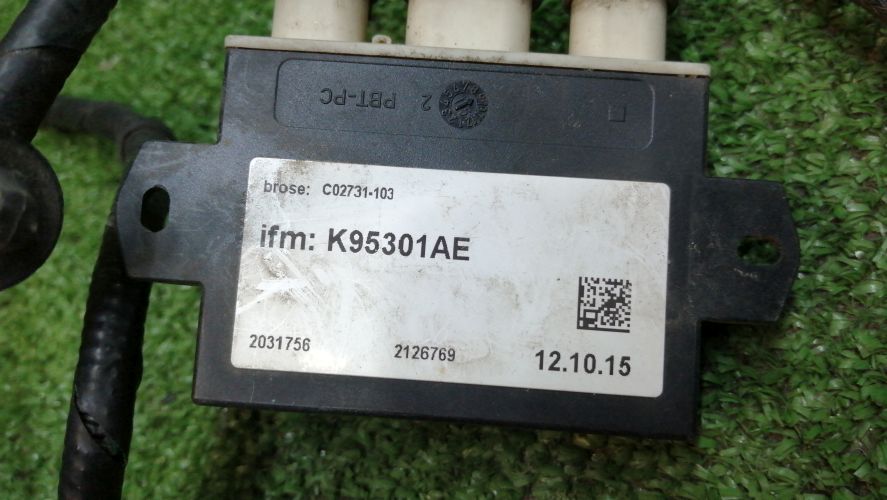 2 PBT-PC
brose: C02731-103
ifm: K95301AE
2031756 2126769 12.10.15